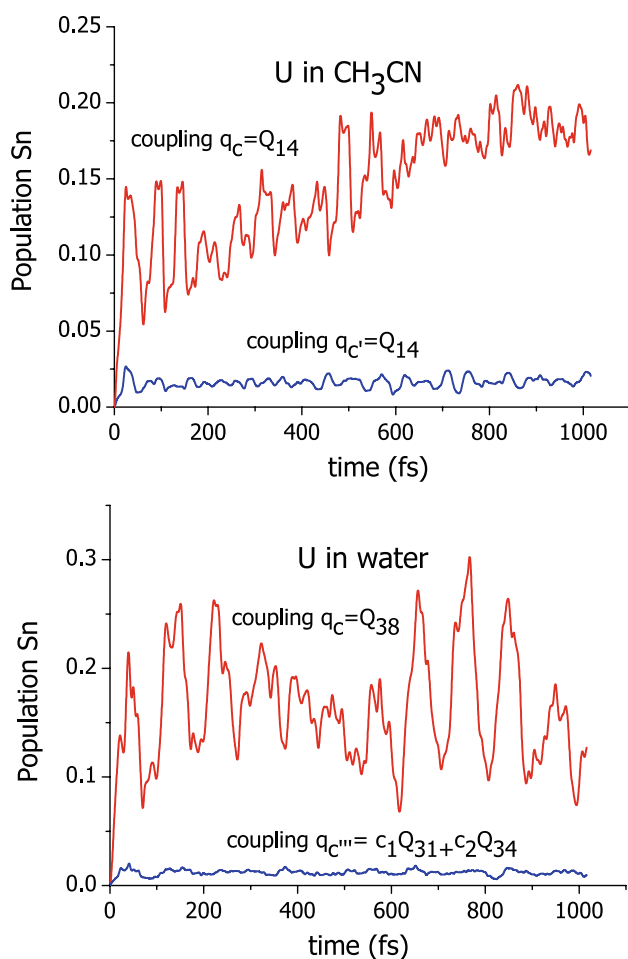 0.25
U in CH3CN
0.20
coupling qc=Q14
0.15
Population Sn
0.10
0.05
coupling qc'=Q14
0.00
0 200 400 600 800 1000
time (fs)
0.3
U in water
coupling qc=Q38
0.2
Population Sn
0.1
coupling qc'''= c1Q31+c2Q34
0.0
0 200 400 600 800 1000
time (fs)